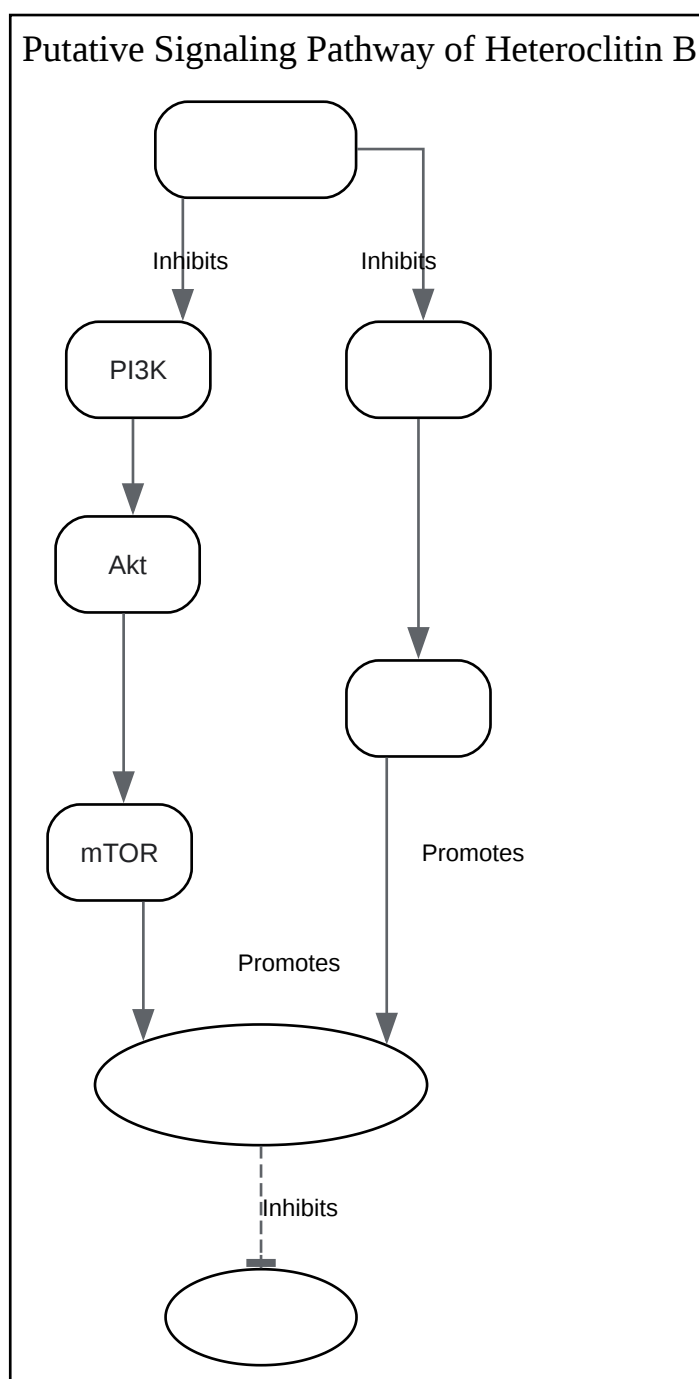 Putative Signaling Pathway of Heteroclitin B
Inhibits
Inhibits
PI3K
Akt
mTOR
Promotes
Promotes
Inhibits